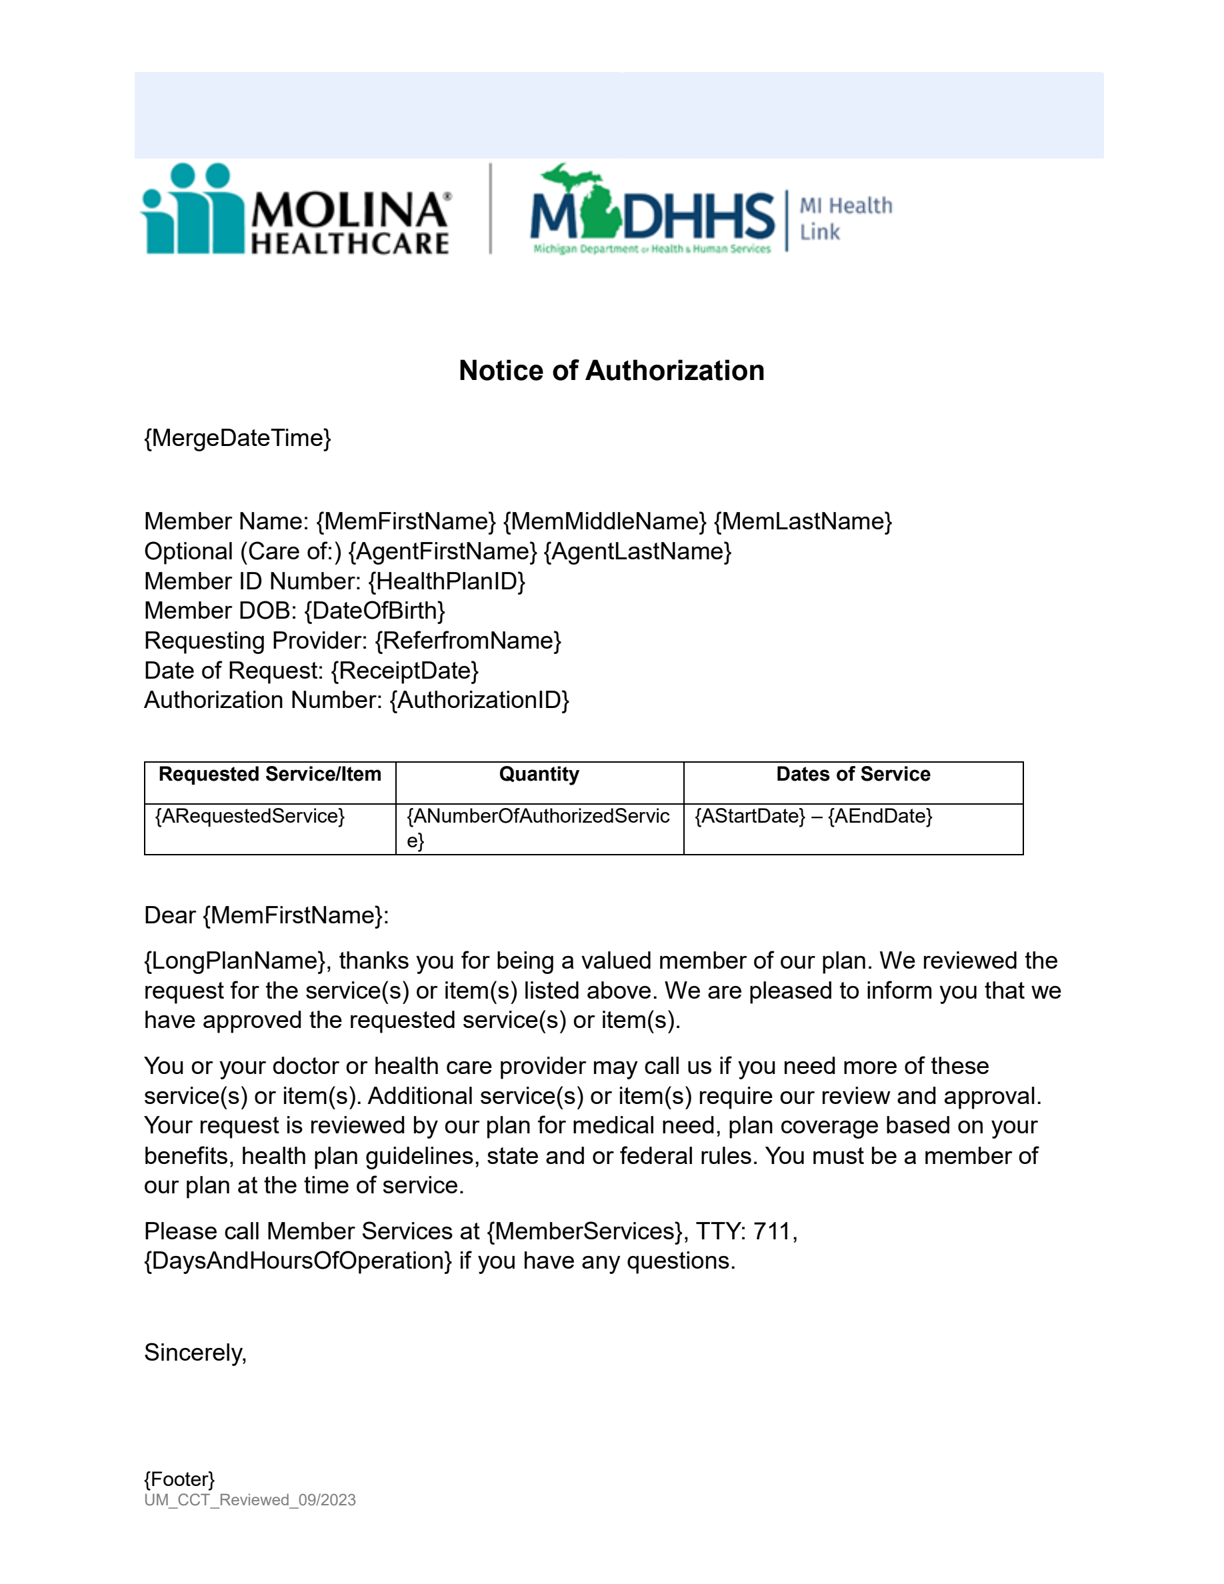 MOLINA®
HEALTHCARE
MDHHS
Michigan Department of Health & Human Services
MI Health
Link
Notice of Authorization
{MergeDateTime}
Member Name: {MemFirstName} {MemMiddleName} {MemLastName}
Optional (Care of:) {AgentFirstName} {AgentLastName}
Member ID Number: {HealthPlanID}
Member DOB: {DateOfBirth}
Requesting Provider: {ReferfromName}
Date of Request: {ReceiptDate}
Authorization Number: {AuthorizationID}
Requested Service/Item Quantity Dates of Service
{ARequestedService} {ANumberOfAuthorizedServic {AStartDate} – {AEndDate}
e}
Dear {MemFirstName}:
{LongPlanName}, thanks you for being a valued member of our plan. We reviewed the
request for the service(s) or item(s) listed above. We are pleased to inform you that we
have approved the requested service(s) or item(s).
You or your doctor or health care provider may call us if you need more of these
service(s) or item(s). Additional service(s) or item(s) require our review and approval.
Your request is reviewed by our plan for medical need, plan coverage based on your
benefits, health plan guidelines, state and or federal rules. You must be a member of
our plan at the time of service.
Please call Member Services at {MemberServices}, TTY: 711,
{DaysAndHoursOfOperation} if you have any questions.
Sincerely,
{Footer}
UM_CCT_Reviewed_09/2023